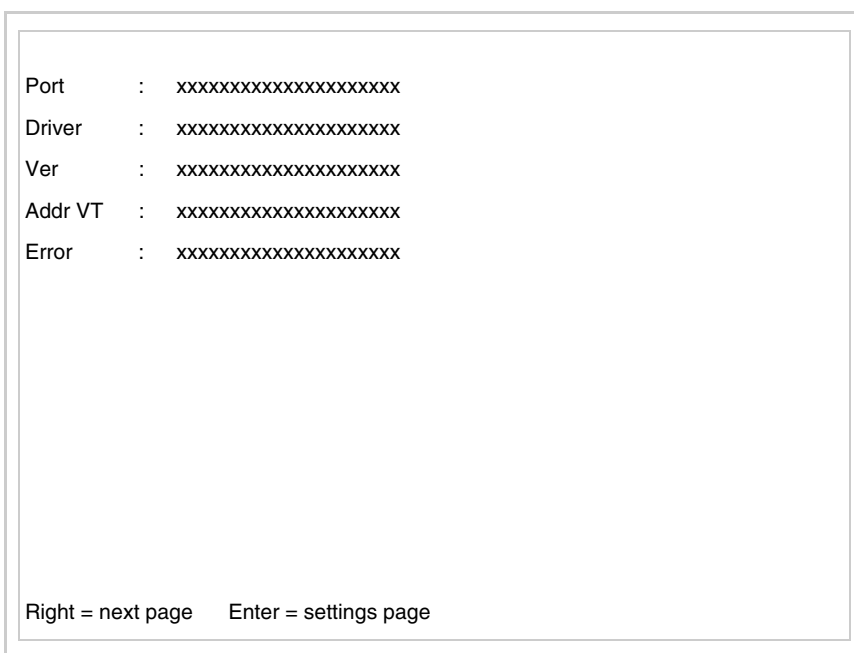 Port : xxxxxxxxxxxxxxxxxxxxx
Driver : xxxxxxxxxxxxxxxxxxxxx
Ver : xxxxxxxxxxxxxxxxxxxxx
Addr VT : xxxxxxxxxxxxxxxxxxxxx
Error : xxxxxxxxxxxxxxxxxxxxx
Right = next page Enter = settings page